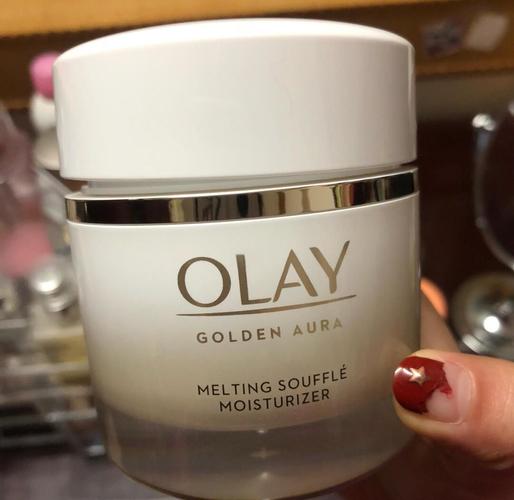 OLAY
GOLDEN AURA
MELTING SOUFFLÉ
MOISTURIZER